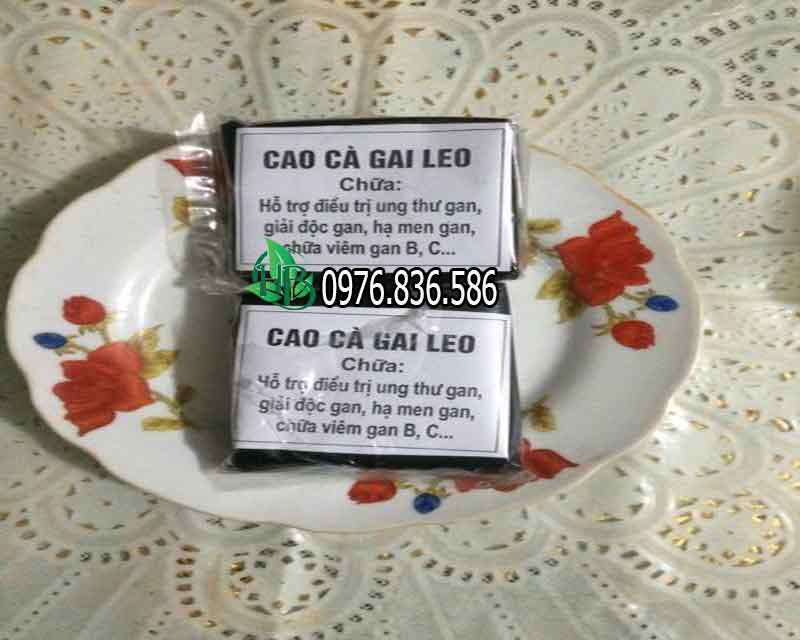 CAO CÀ GAI LEO
Chữa:
Hỗ trợ điều trị ung thư gan,
giải độc gan, hạ men gan,
chữa viêm gan B, C...
HB 0976.836.586
CAO CÀ GAI LEO
Chữa:
Hỗ trợ điều trị ung thư gan,
giải độc gan, hạ men gan,
chữa viêm gan B, C...